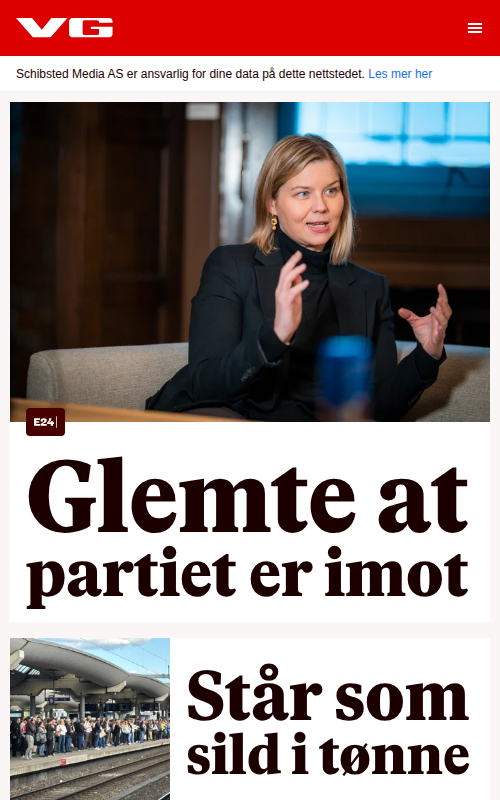 VG
Schibsted Media AS er ansvarlig for dine data på dette nettstedet. Les mer her
E24
Glemte at
partiet er imot
Står som
sild i tønne